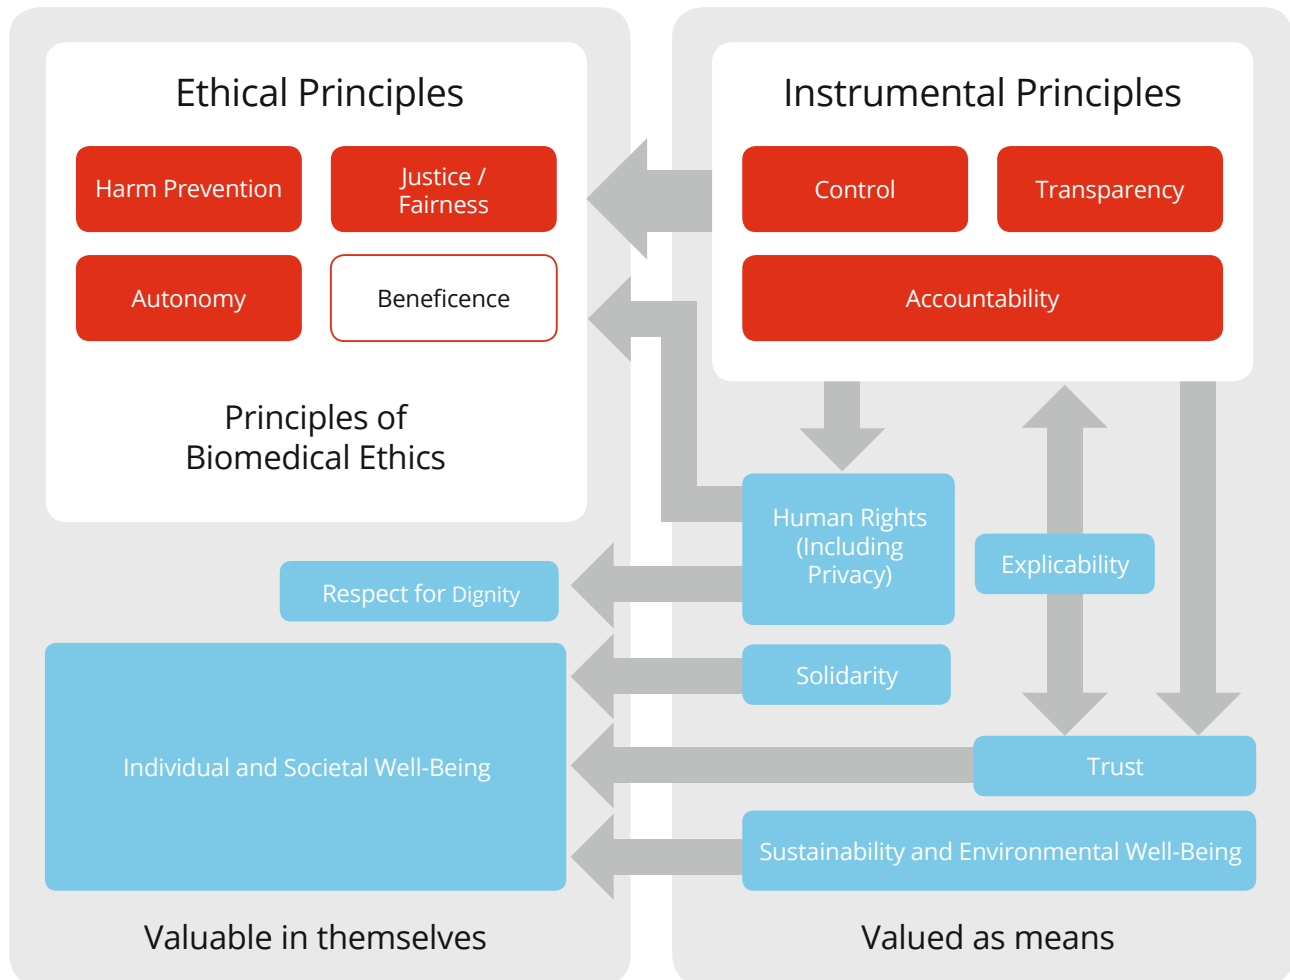 Ethical Principles
Harm Prevention
Justice /
Fairness
Autonomy
Beneficence
Principles of
Biomedical Ethics
Respect for Dignity
Individual and Societal Well-Being
Valuable in themselves
Instrumental Principles
Control
Transparency
Accountability
Human Rights
(Including
Privacy)
Explicability
Solidarity
Trust
Sustainability and Environmental Well-Being
Valued as means